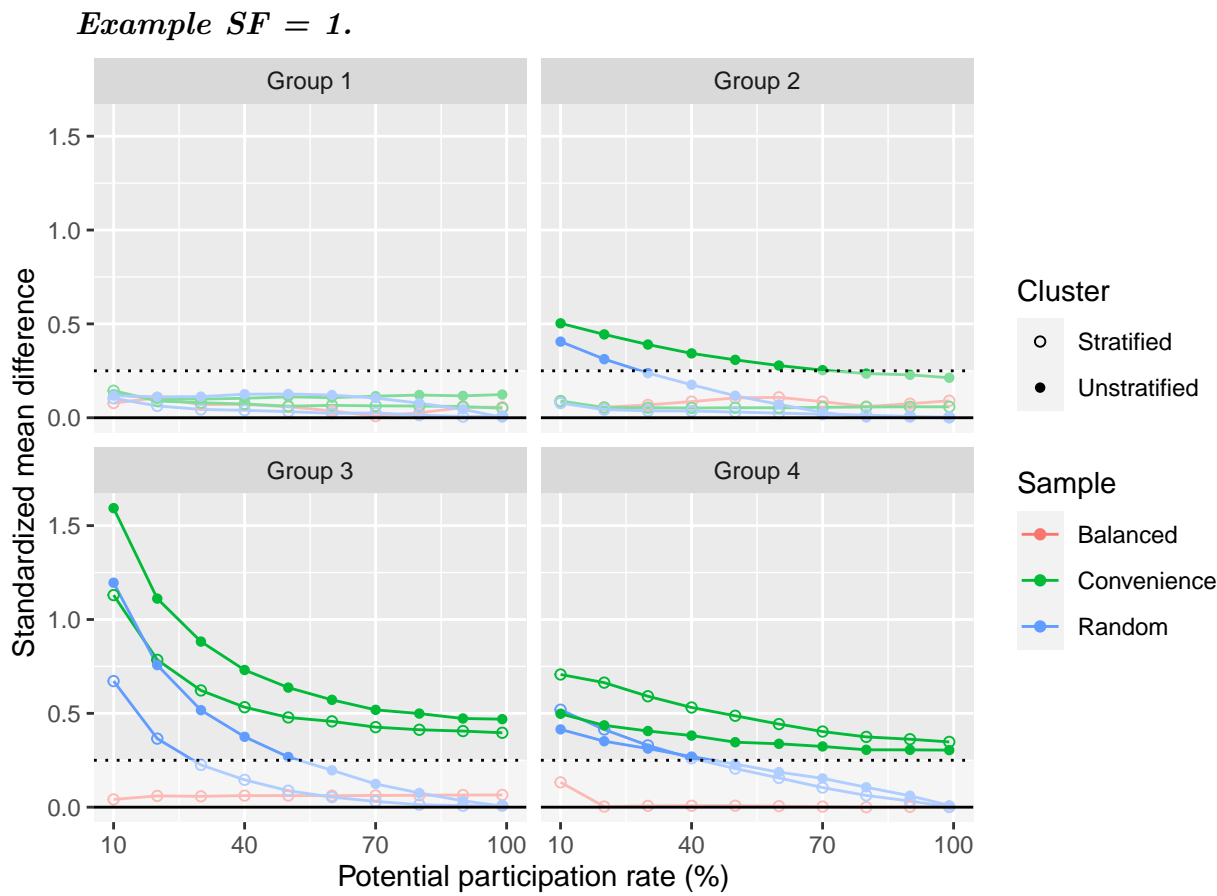 Example SF = 1.
Group 1
Group 2
1.5
1.0
0.5
0.0
Group 3
Group 4
1.5
1.0
0.5
0.0
10 40 70 100
10 40 70 100
Potential participation rate (%)
Standardized mean difference
Cluster
Stratified
Unstratified
Sample
Balanced
Convenience
Random